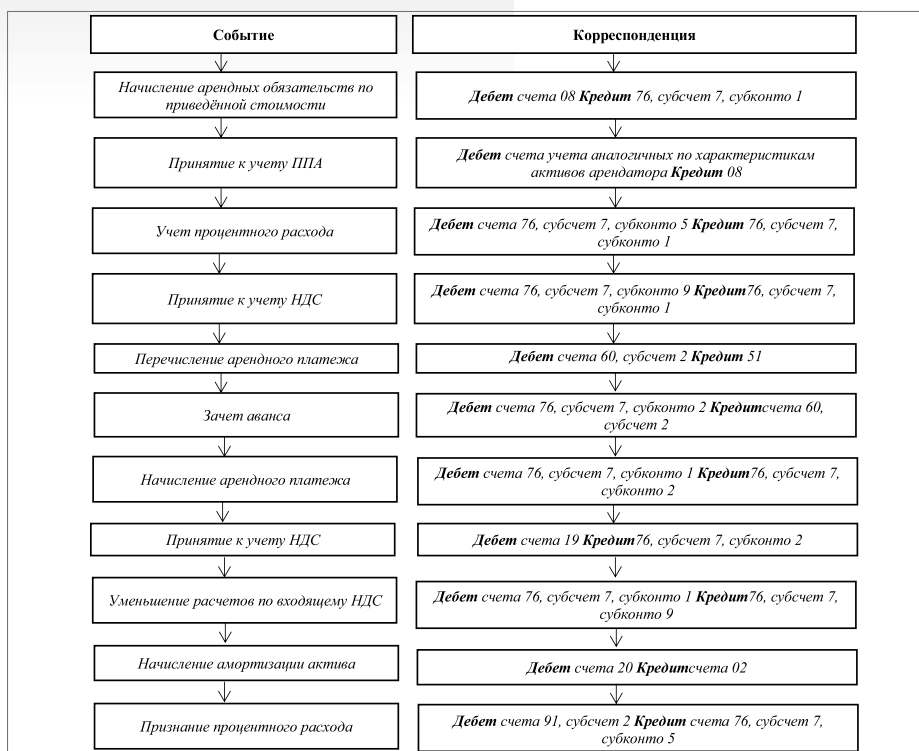 Событие
Корреспонденция
Начисление арендных обязательств по
приведённой стоимости
Дебет счета 08 Кредит 76, субсчет 7, субконто 1
Принятие к учету ППА
Дебет счета учета аналогичных по характеристикам
активов арендатора Кредит 08
Учет процентного расхода
Дебет счета 76, субсчет 7, субконто 5 Кредит 76, субсчет 7,
субконто 1
Принятие к учету НДС
Дебет счета 76, субсчет 7, субконто 9 Кредит76, субсчет 7,
субконто 1
Перечисление арендного платежа
Дебет счета 60, субсчет 2 Кредит 51
Зачет аванса
Дебет счета 76, субсчет 7, субконто 2 Кредитсчета 60,
субсчет 2
Начисление арендного платежа
Дебет счета 76, субсчет 7, субконто 1 Кредит76, субсчет 7,
субконто 2
Принятие к учету НДС
Дебет счета 19 Кредит76, субсчет 7, субконто 2
Уменьшение расчетов по входящему НДС
Дебет счета 76, субсчет 7, субконто 1 Кредит76, субсчет 7,
субконто 9
Начисление амортизации актива
Дебет счета 20 Кредитсчета 02
Признание процентного расхода
Дебет счета 91, субсчет 2 Кредит счета 76, субсчет 7,
субконто 5